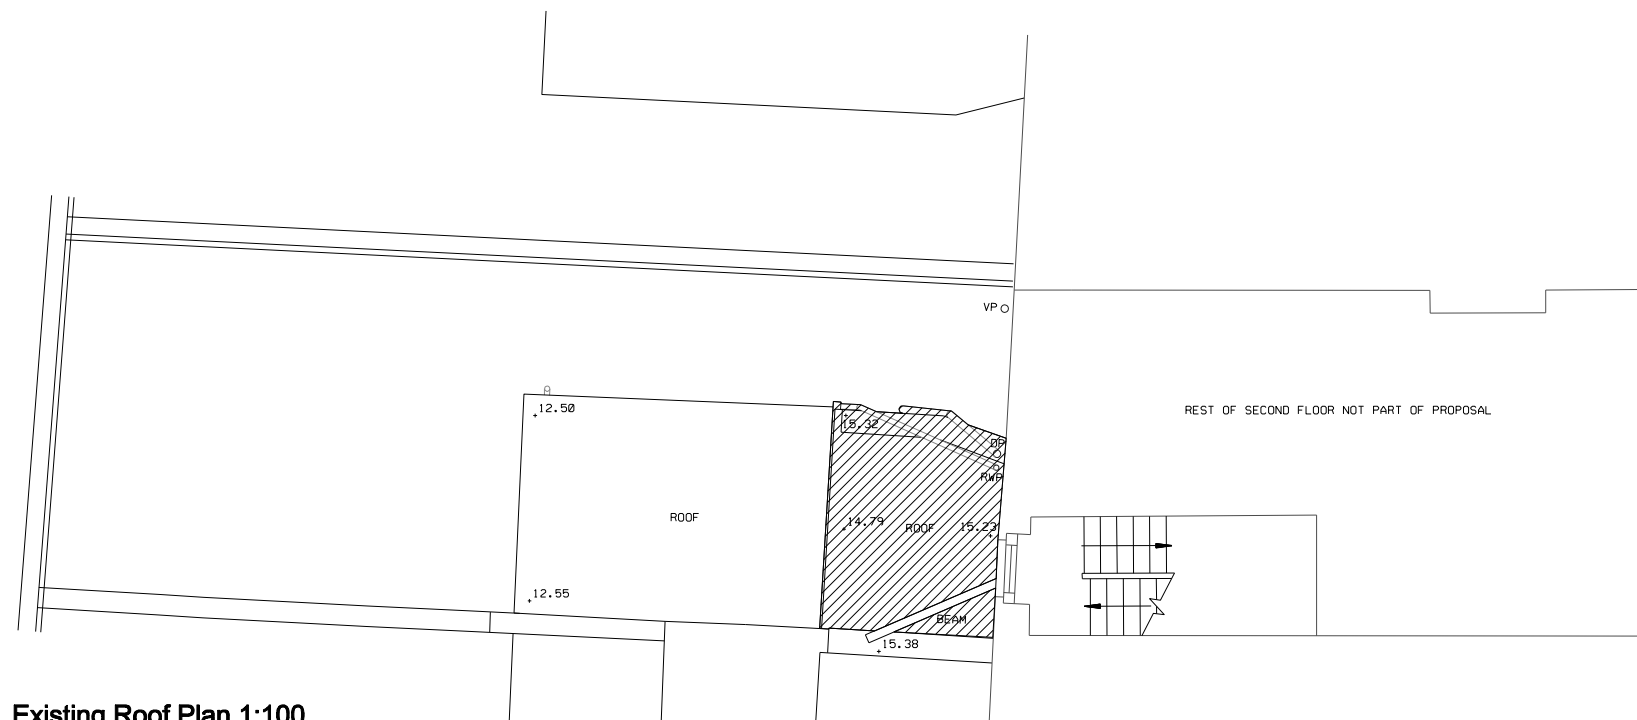 VP
12.50
15.32
REST OF SECOND FLOOR NOT PART OF PROPOSAL
DP
RWP
ROOF
14.79
ROOF
15.23
12.55
BEAM
15.38
Existing Roof Plan 1:100